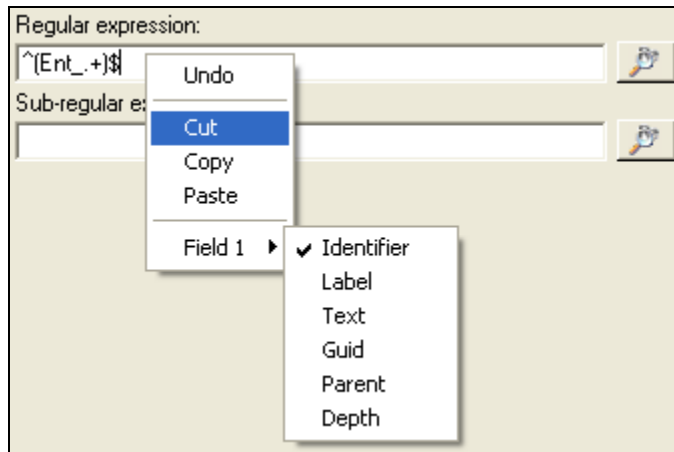 Regular expression:
^(Ent_.+)$
Undo
Sub-regular e
Cut
Copy
Paste
Field 1
Identifier
Label
Text
Guid
Parent
Depth